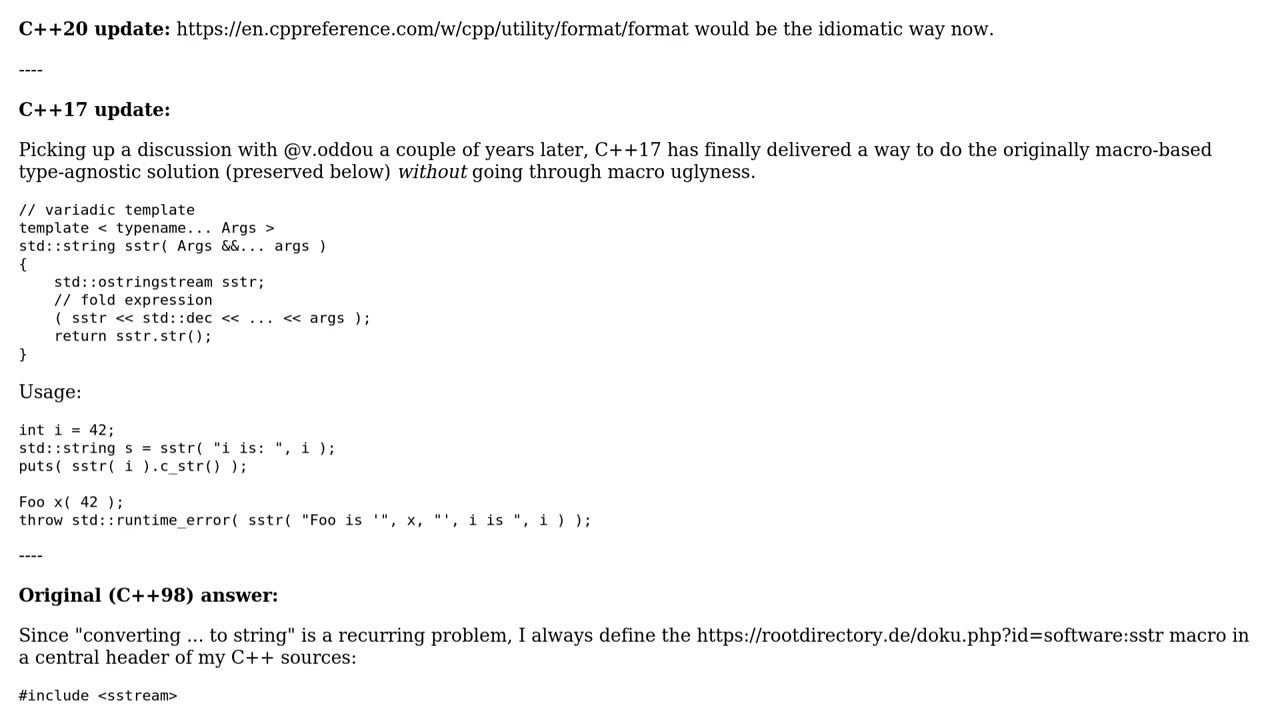 C++20 update: https://en.cppreference.com/w/cpp/utility/format/format would be the idiomatic way now.
----
C++17 update:
Picking up a discussion with @v.oddou a couple of years later, C++17 has finally delivered a way to do the originally macro-based
type-agnostic solution (preserved below) without going through macro uglyness.
// variadic template
template < typename... Args >
std::string sstr( Args &&... args )
{
    std::ostringstream sstr;
    // fold expression
    ( sstr << std::dec << ... << args );
    return sstr.str();
}
Usage:
int i = 42;
std::string s = sstr( "i is: ", i );
puts( sstr( i ).c_str() );
Foo x( 42 );
throw std::runtime_error( sstr( "Foo is '", x, "', i is ", i ) );
----
Original (C++98) answer:
Since "converting ... to string" is a recurring problem, I always define the https://rootdirectory.de/doku.php?id=software:sstr macro in
a central header of my C++ sources:
#include <sstream>